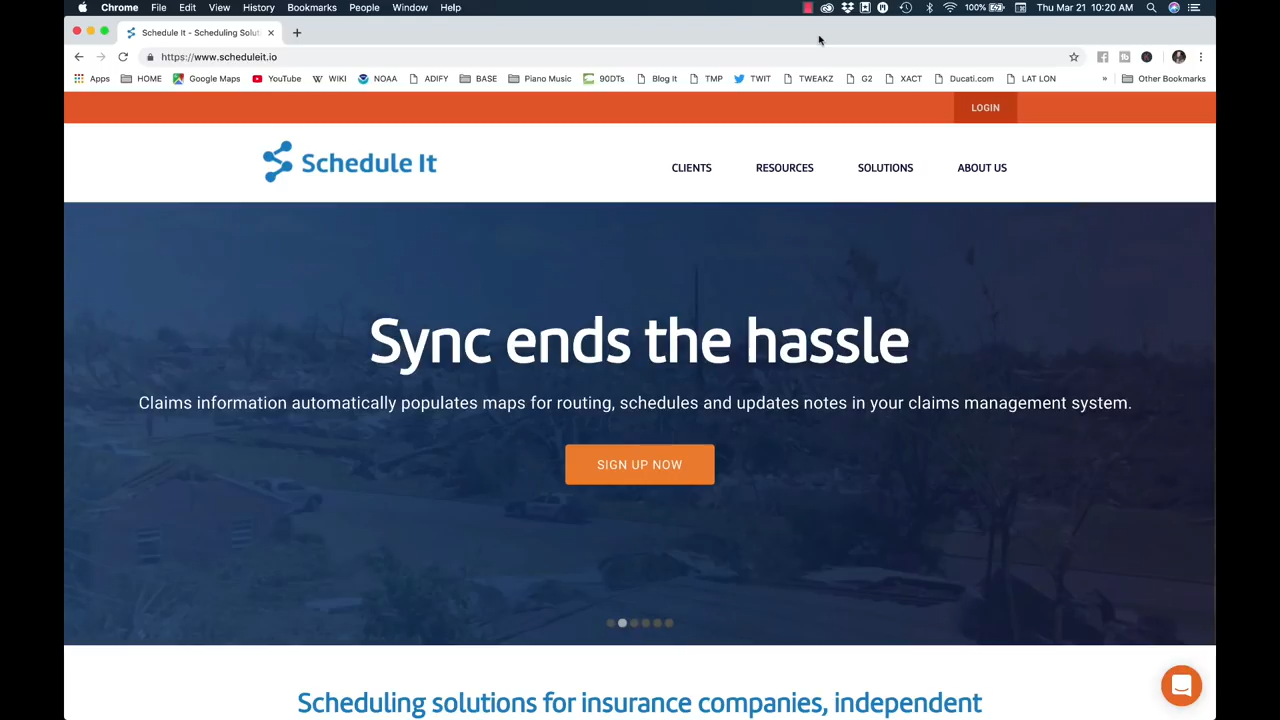 Chrome File Edit View History Bookmarks People Window Help 100% Thu Mar 21 10:20 AM
Schedule It - Scheduling Solut
https://www.scheduleit.io
Apps HOME Google Maps YouTube WIKI NOAA ADIFY BASE Piano Music 90DTs Blog It TMP TWIT TWEAKZ G2 XACT Ducati.com LAT LON » Other Bookmarks
LOGIN
Schedule It CLIENTS RESOURCES SOLUTIONS ABOUT US
Sync ends the hassle
Claims information automatically populates maps for routing, schedules and updates notes in your claims management system.
SIGN UP NOW
Scheduling solutions for insurance companies, independent